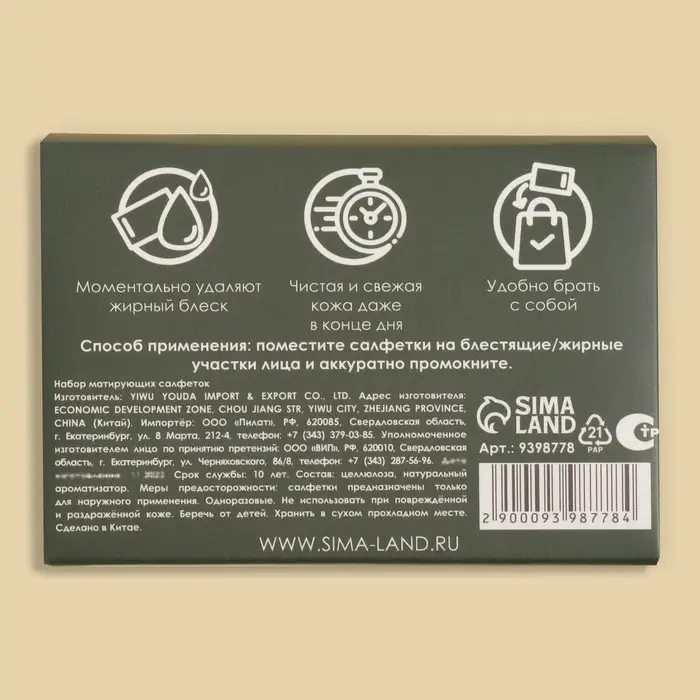 Моментально удаляют
жирный блеск
Чистая и свежая
кожа даже
в конце дня
Удобно брать
с собой
Способ применения: поместите салфетки на блестящие/жирные
участки лица и аккуратно промокните.
Набор матирующих салфеток
Изготовитель: YIWU YOUDA IMPORT & EXPORT CO., LTD. Адрес изготовителя:
ECONOMIC DEVELOPMENT ZONE, CHOU JIANG STR, YIWU CITY, ZHEJIANG PROVINCE,
CHINA (Китай). Импортёр: ООО «Пилат», РФ, 620085, Свердловская область,
г. Екатеринбург, ул. 8 Марта, 212-4, телефон: +7 (343) 379-03-85. Уполномоченное
изготовителем лицо по принятию претензий: ООО «ВИП», РФ, 620010, Свердловская
область, г. Екатеринбург, ул. Черняховского, 86/8, телефон: +7 (343) 287-56-96.
Срок службы: 10 лет. Состав: целлюлоза, натуральный
ароматизатор. Меры предосторожности: салфетки предназначены только
для наружного применения. Одноразовые. Не использовать при повреждённой
и раздражённой коже. Беречь от детей. Хранить в сухом прохладном месте.
Сделано в Китае.
SIMA
LAND
21
PAP
Арт.: 9398778
2 900093 987784
WWW.SIMA-LAND.RU